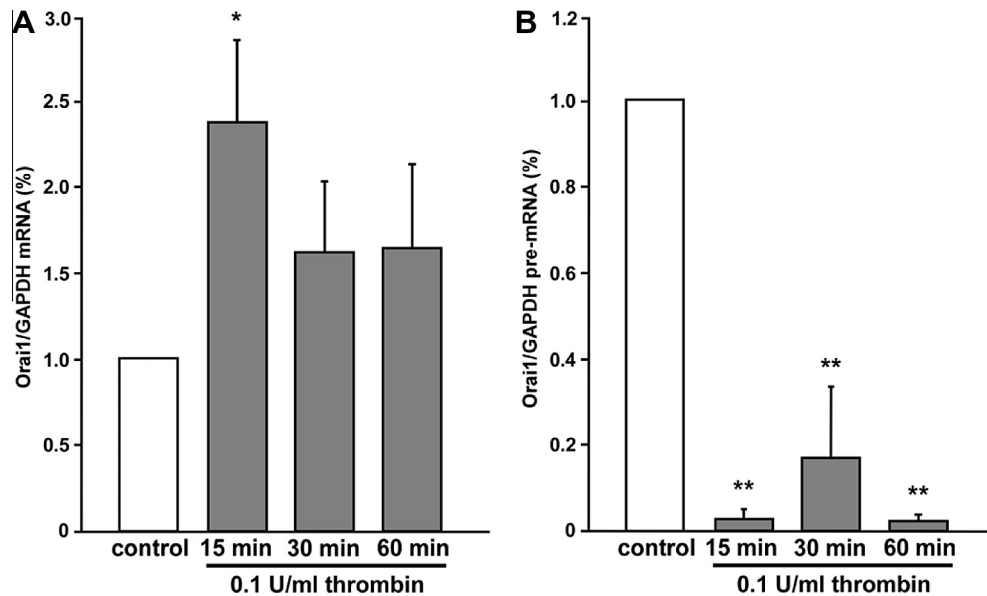 A
Orai1/GAPDH mRNA (%)
3.0
2.5
2.0
1.5
1.0
0.5
0
*
control 15 min 30 min 60 min
0.1 U/ml thrombin
B
Orai1/GAPDH pre-mRNA (%)
1.2
1.0
0.8
0.6
0.4
0.2
0
**
**
**
control 15 min 30 min 60 min
0.1 U/ml thrombin